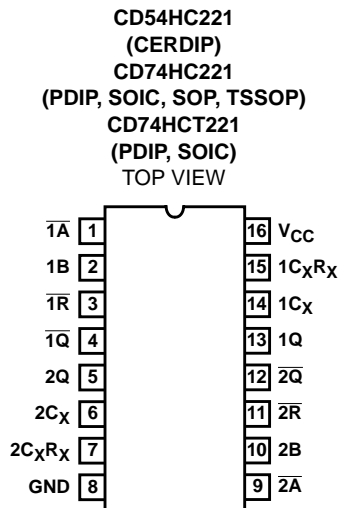 CD54HC221
(CERDIP)
CD74HC221
(PDIP, SOIC, SOP, TSSOP)
CD74HCT221
(PDIP, SOIC)
TOP VIEW
1A̅ 1 16 VCC
1B 2 15 1CXRX
1R̅ 3 14 1CX
1Q̅ 4 13 1Q
2Q 5 12 2Q̅
2CX 6 11 2R̅
2CXRX 7 10 2B
GND 8 9 2A̅